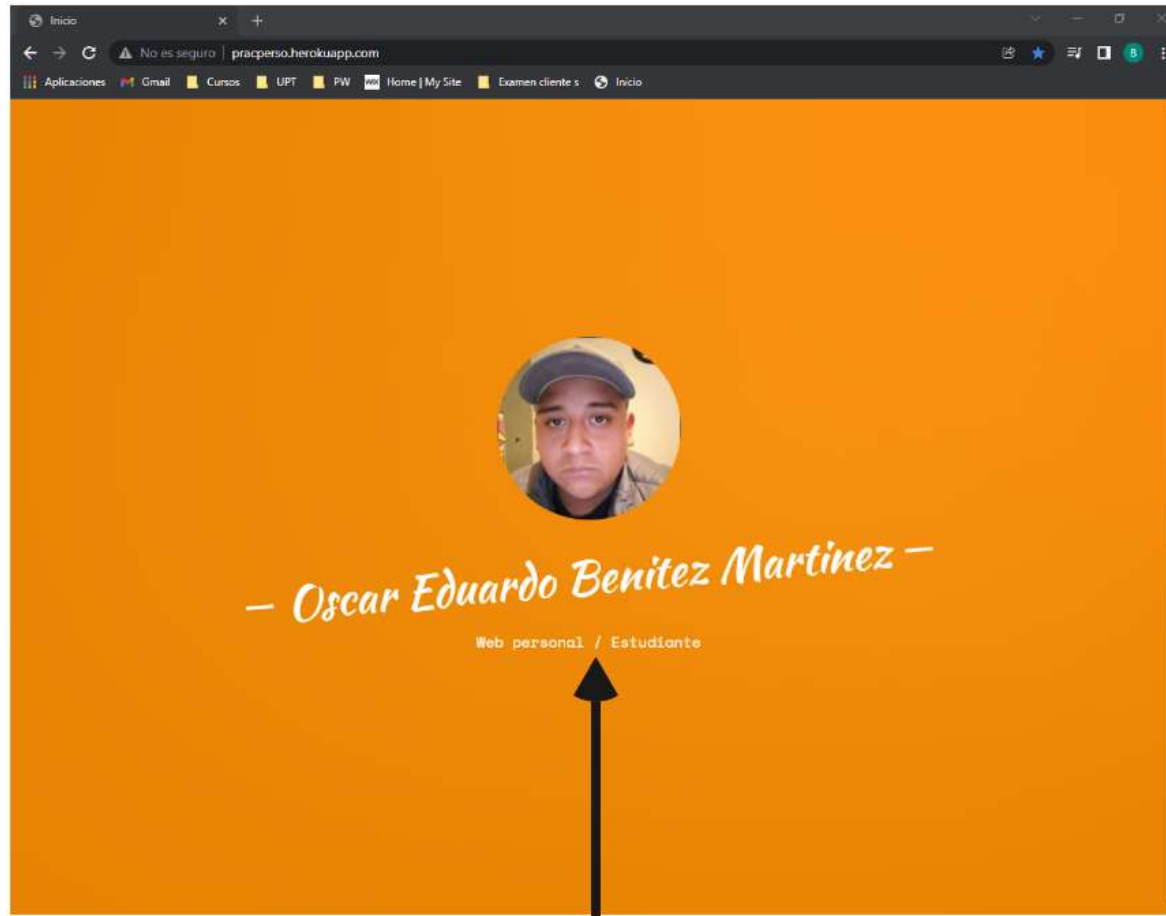 Inicio
No es seguro | pracperso.herokuapp.com
B
Aplicaciones Gmail Cursos UPT PW WIX Home | My Site Examen cliente s Inicio
— Oscar Eduardo Benitez Martinez —
Web personal / Estudiante